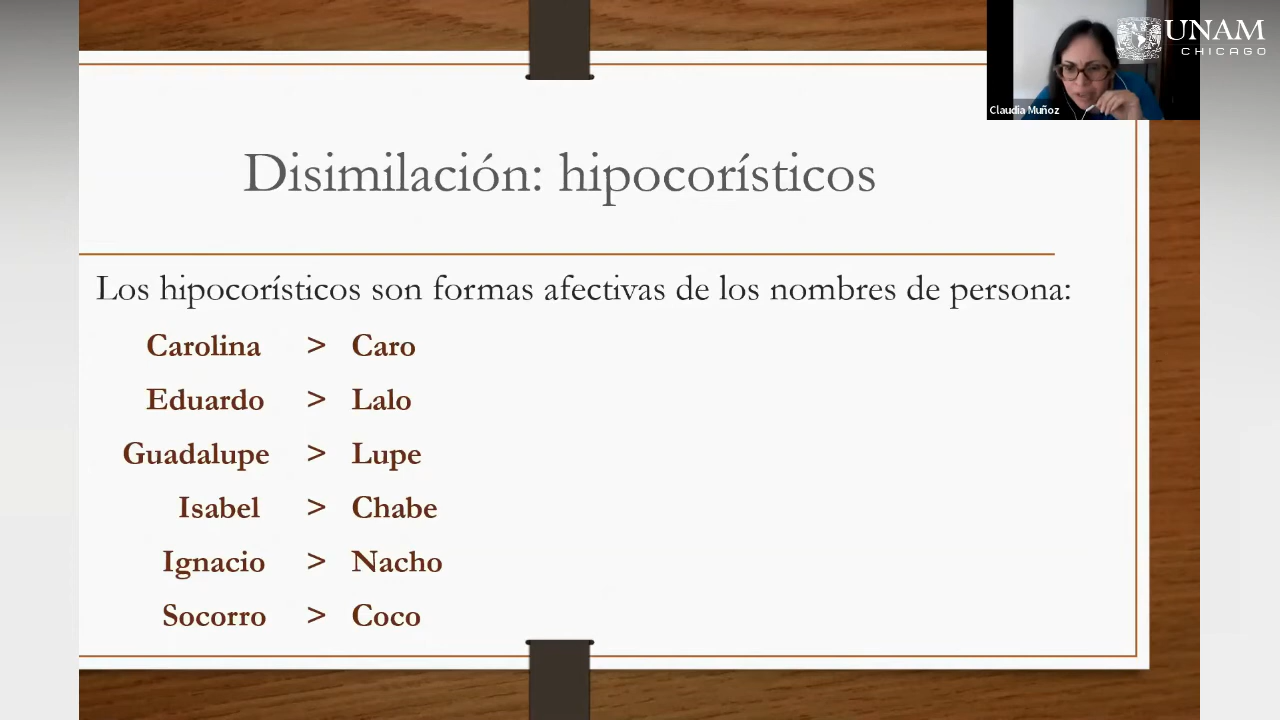 UNAM
CHICAGO
Claudia Muñoz
Disimilación: hipocorísticos
Los hipocorísticos son formas afectivas de los nombres de persona:
Carolina > Caro
Eduardo > Lalo
Guadalupe > Lupe
Isabel > Chabe
Ignacio > Nacho
Socorro > Coco